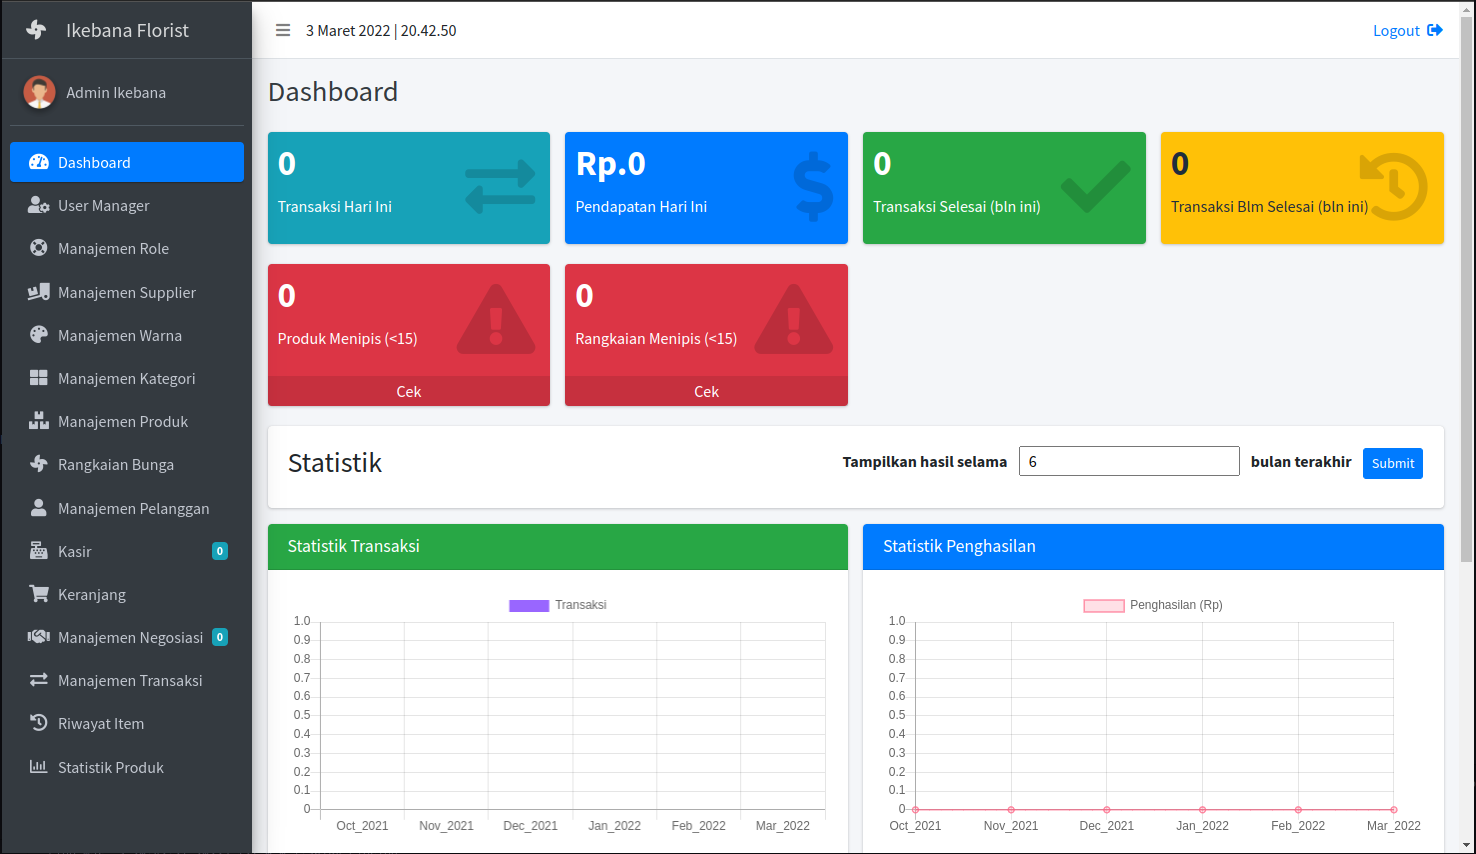 Ikebana Florist
Admin Ikebana
Dashboard
User Manager
Manajemen Role
Manajemen Supplier
Manajemen Warna
Manajemen Kategori
Manajemen Produk
Rangkaian Bunga
Manajemen Pelanggan
Kasir 0
Keranjang
Manajemen Negosiasi 0
Manajemen Transaksi
Riwayat Item
Statistik Produk
3 Maret 2022 | 20.42.50
Logout
Dashboard
0
Transaksi Hari Ini
Rp.0
Pendapatan Hari Ini
0
Transaksi Selesai (bln ini)
0
Transaksi Blm Selesai (bln ini)
0
Produk Menipis (<15)
Cek
0
Rangkaian Menipis (<15)
Cek
Statistik
Tampilkan hasil selama 6 bulan terakhir Submit
Statistik Transaksi
Transaksi
1.0
0.9
0.8
0.7
0.6
0.5
0.4
0.3
0.2
0.1
0
Oct_2021 Nov_2021 Dec_2021 Jan_2022 Feb_2022 Mar_2022
Statistik Penghasilan
Penghasilan (Rp)
1.0
0.9
0.8
0.7
0.6
0.5
0.4
0.3
0.2
0.1
0
Oct_2021 Nov_2021 Dec_2021 Jan_2022 Feb_2022 Mar_2022